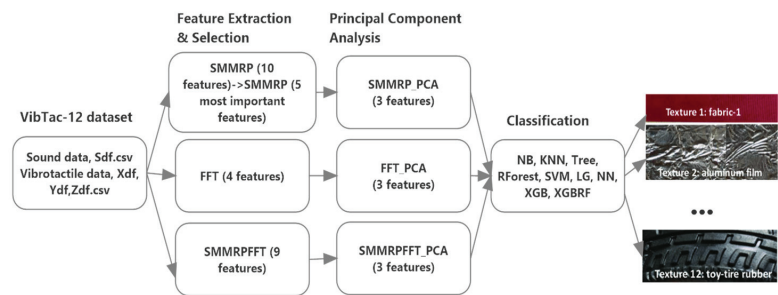 Feature Extraction
& Selection
Principal Component
Analysis
VibTac-12 dataset
Sound data, Sdf.csv
Vibrotactile data, Xdf,
Ydf,Zdf.csv
SMMRP (10
features)->SMMRP (5
most important
features)
FFT (4 features)
SMMRPFFT (9
features)
SMMRP_PCA
(3 features)
FFT_PCA
(3 features)
SMMRPFFT_PCA
(3 features)
Classification
NB, KNN, Tree,
RForest, SVM, LG, NN,
XGB, XGBRF
Texture 1: fabric-1
Texture 2: aluminum film
...
Texture 12: toy-tire rubber